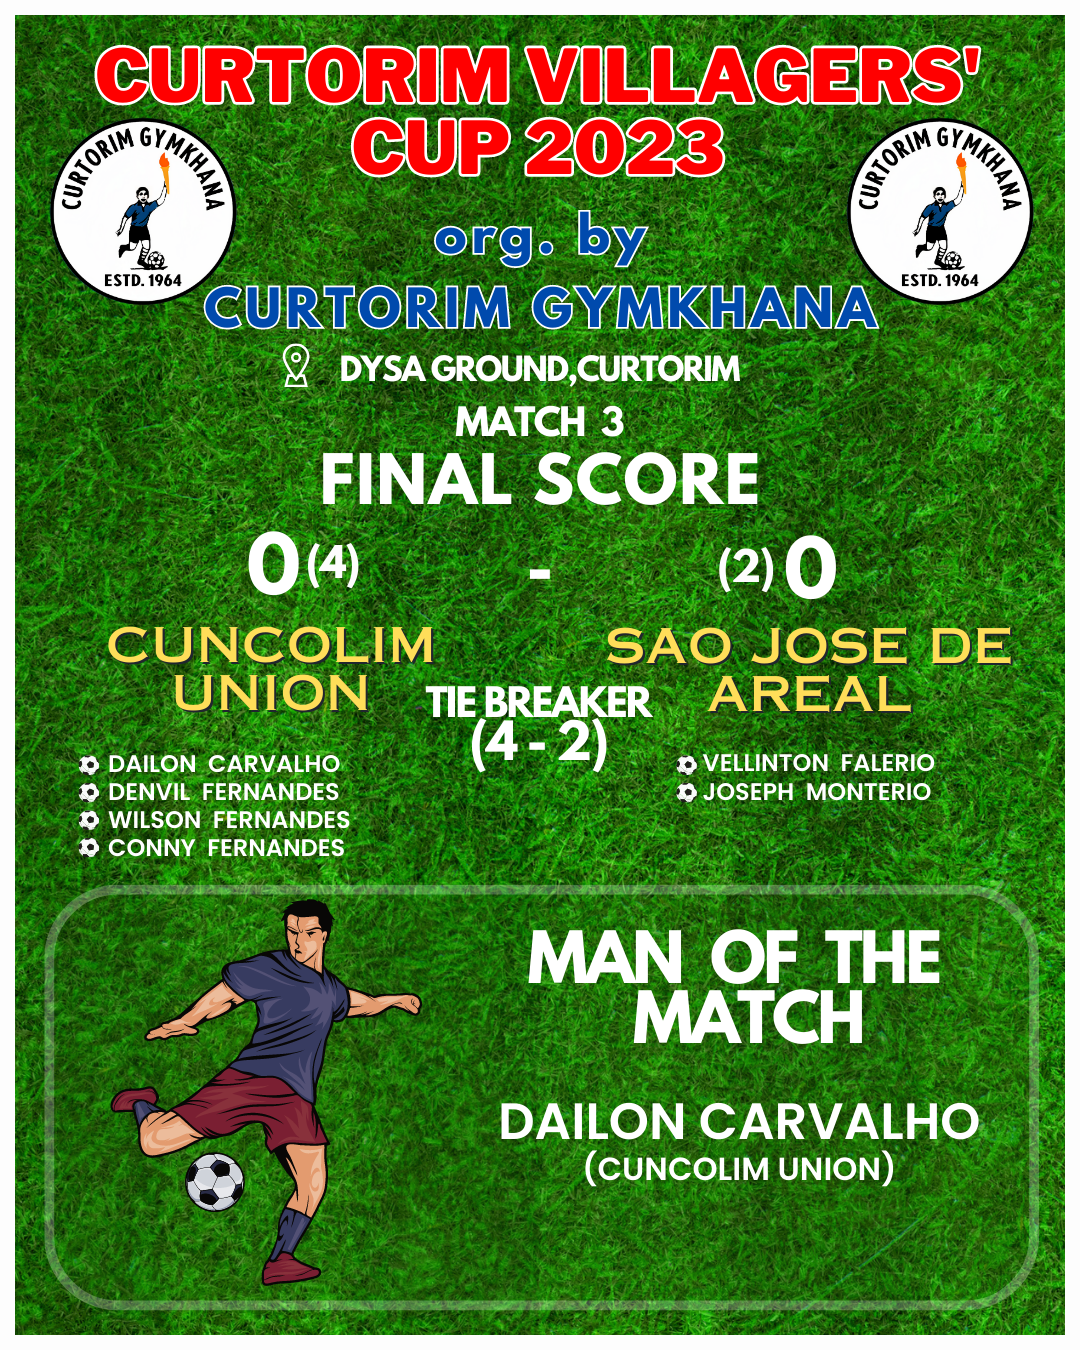 CURTORIM VILLAGERS'
CUP 2023
CURTORIM GYMKHANA
ESTD. 1964
CURTORIM GYMKHANA
ESTD. 1964
org. by
CURTORIM GYMKHANA
DYSA GROUND,CURTORIM
MATCH 3
FINAL SCORE
0 (4) - (2) 0
CUNCOLIM
UNION
SAO JOSE DE
AREAL
TIE BREAKER
(4 - 2)
DAILON CARVALHO
DENVIL FERNANDES
WILSON FERNANDES
CONNY FERNANDES
VELLINTON FALERIO
JOSEPH MONTERIO
MAN OF THE
MATCH
DAILON CARVALHO
(CUNCOLIM UNION)